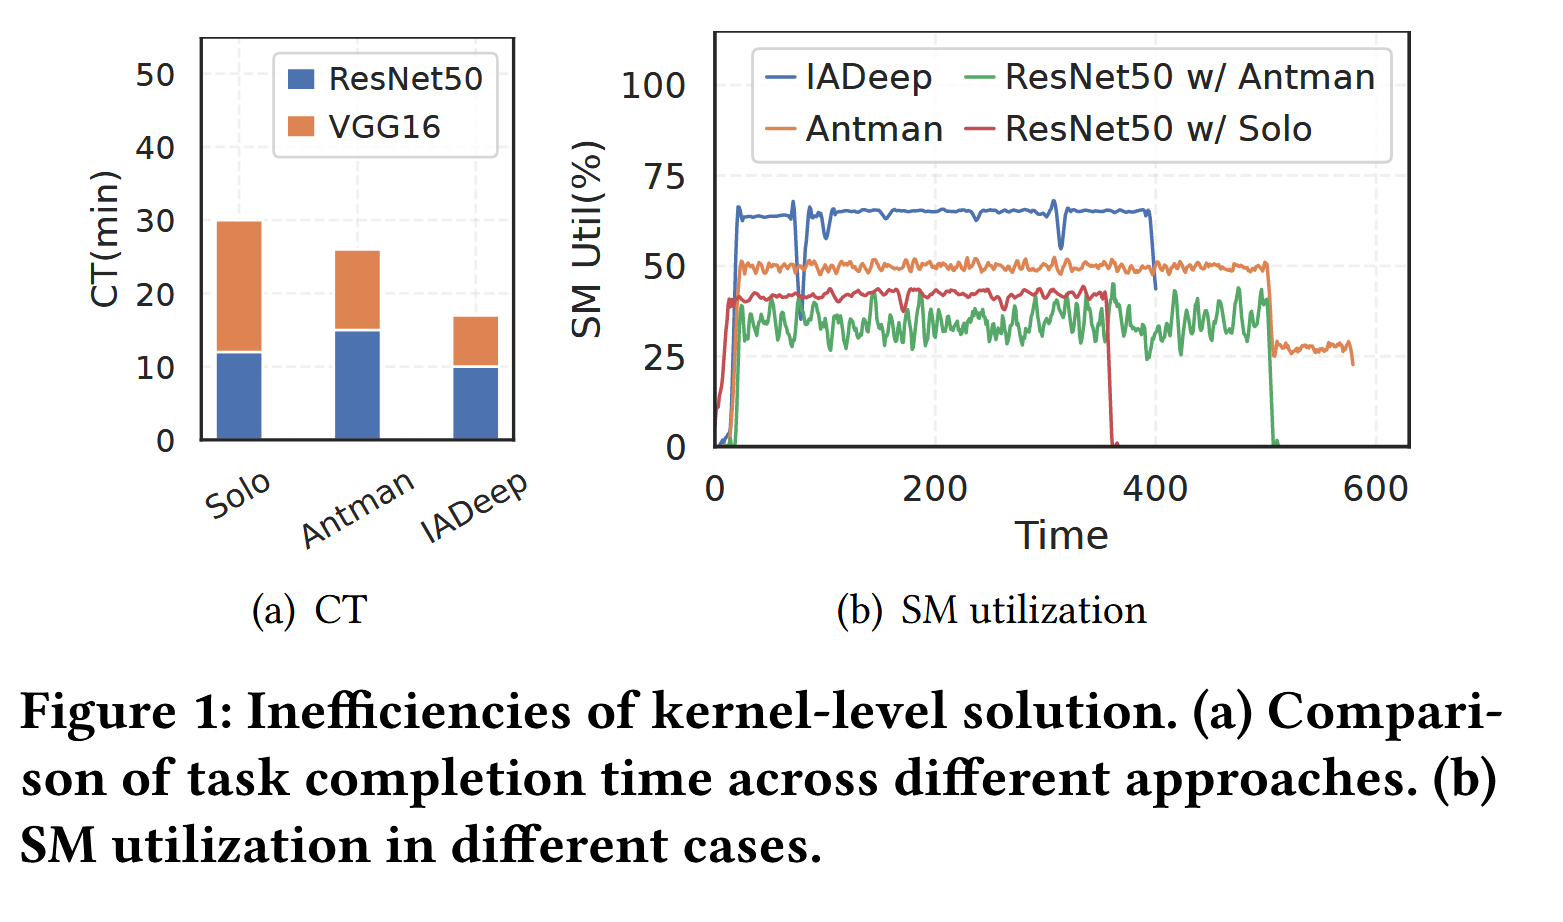 50
40
30
20
10
0
CT(min)
ResNet50
VGG16
Solo
Antman
IADeep
(a) CT
100
75
50
25
0
SM Util(%)
IADeep
Antman
ResNet50 w/ Antman
ResNet50 w/ Solo
0 200 400 600
Time
(b) SM utilization
Figure 1: Inefficiencies of kernel-level solution. (a) Compari-
son of task completion time across different approaches. (b)
SM utilization in different cases.